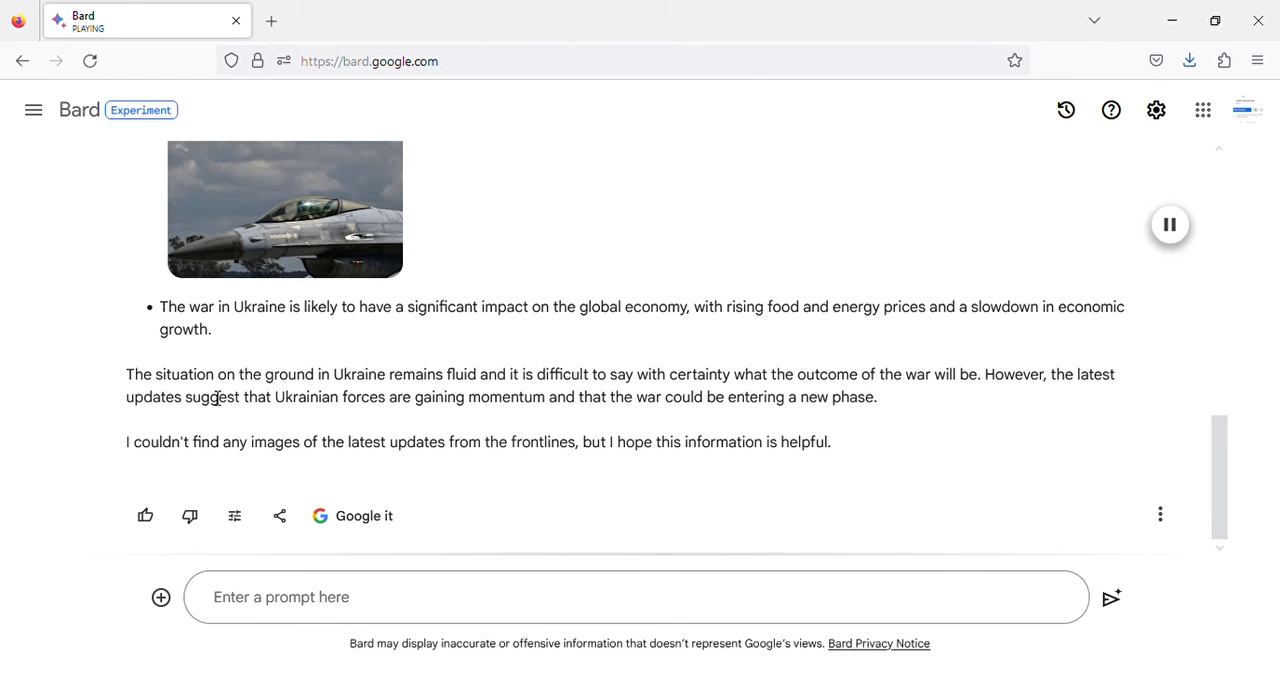 Bard
PLAYING
https://bard.google.com
Bard Experiment
• The war in Ukraine is likely to have a significant impact on the global economy, with rising food and energy prices and a slowdown in economic
growth.
The situation on the ground in Ukraine remains fluid and it is difficult to say with certainty what the outcome of the war will be. However, the latest
updates suggest that Ukrainian forces are gaining momentum and that the war could be entering a new phase.
I couldn't find any images of the latest updates from the frontlines, but I hope this information is helpful.
Google it
Enter a prompt here
Bard may display inaccurate or offensive information that doesn't represent Google's views. Bard Privacy Notice